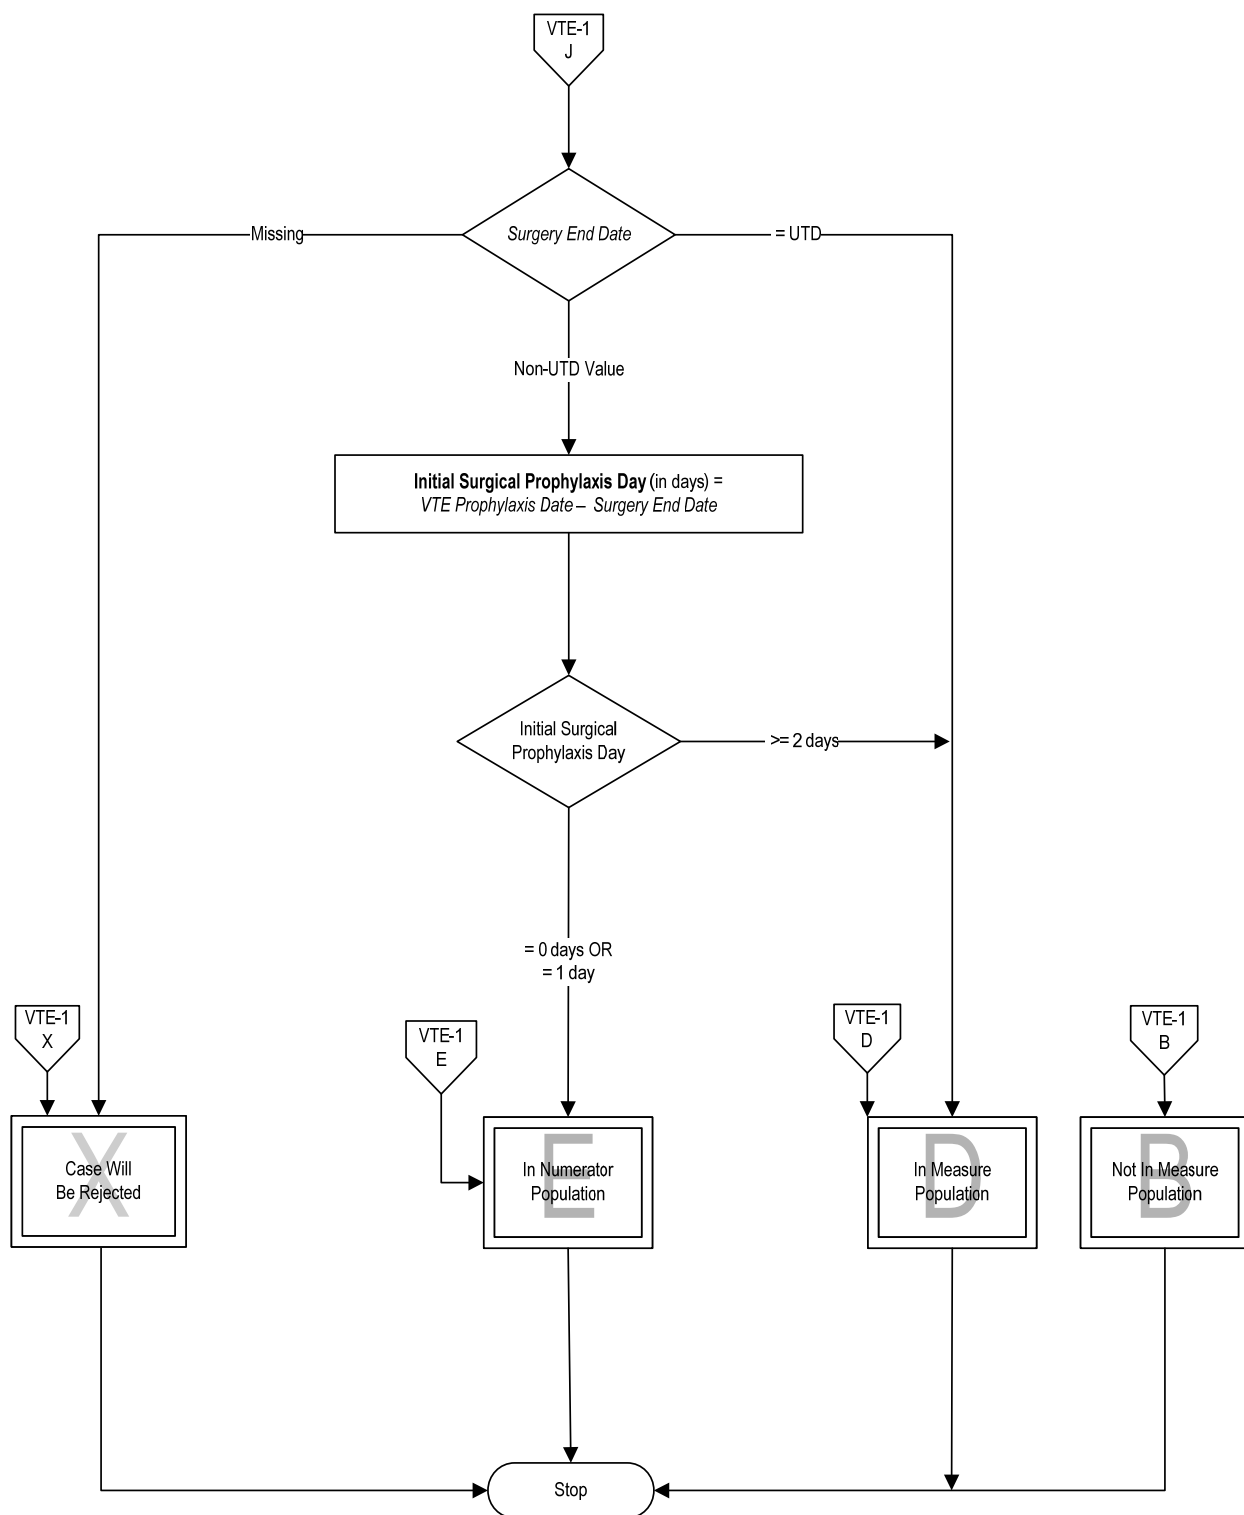 VTE-1
J
Missing
Surgery End Date
= UTD
Non-UTD Value
Initial Surgical Prophylaxis Day (in days) =
VTE Prophylaxis Date – Surgery End Date
Initial Surgical
Prophylaxis Day
>= 2 days
= 0 days OR
= 1 day
VTE-1
X
VTE-1
E
VTE-1
D
VTE-1
B
X
Case Will
Be Rejected
E
In Numerator
Population
D
In Measure
Population
B
Not In Measure
Population
Stop